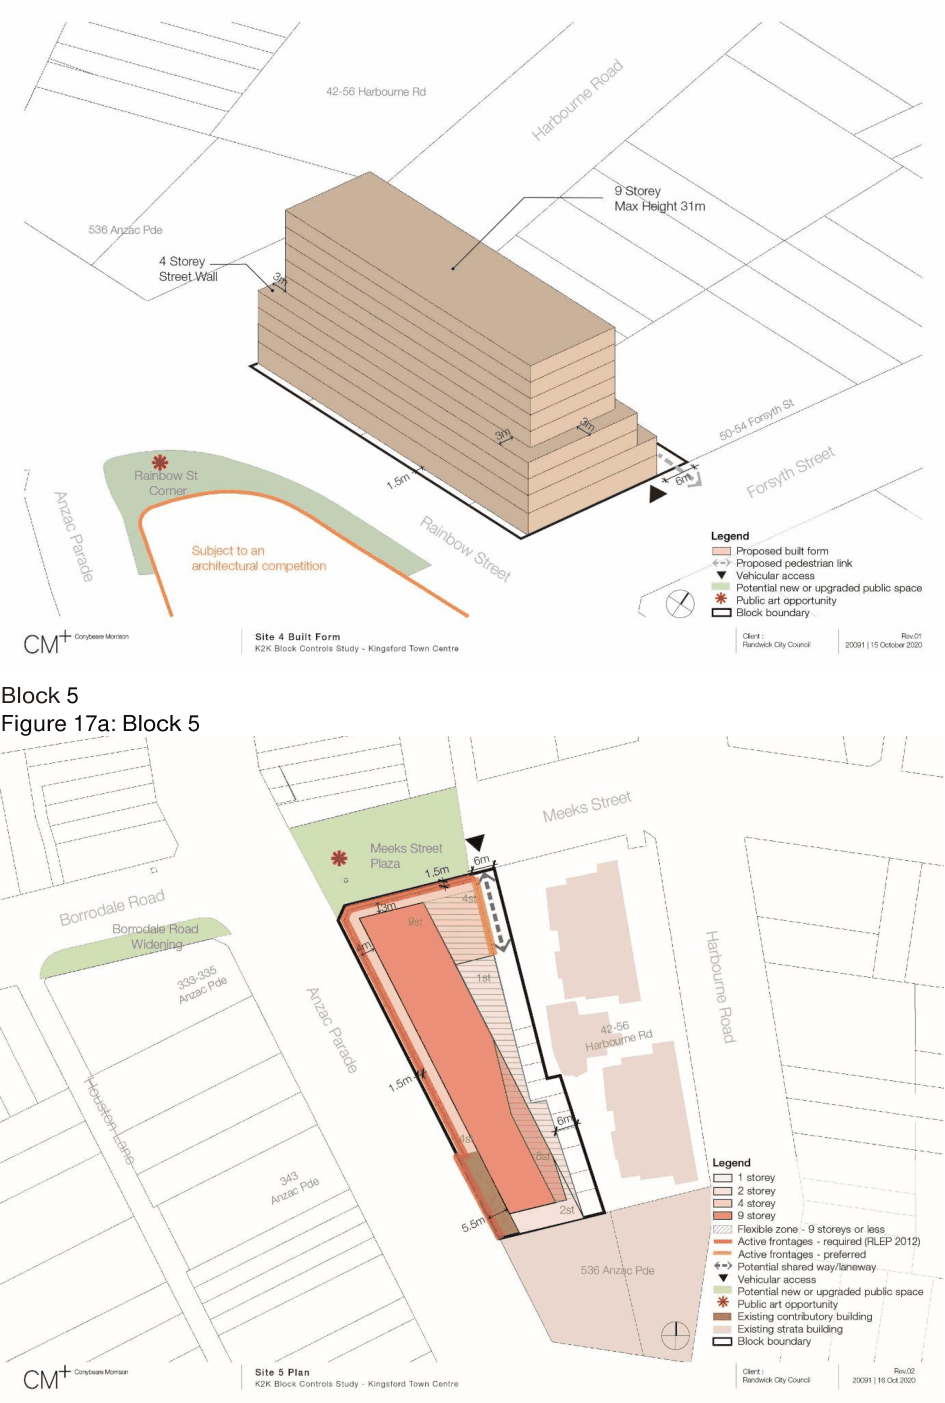 42-56 Harbourne Rd
Harbourne Road
9 Storey
Max Height 31m
536 Anzac Pde
4 Storey
Street Wall
3m
3m
3m
50-54 Forsyth St
Forsyth Street
6m
1.5m
Rainbow St
Corner
Anzac Parade
Rainbow Street
Subject to an
architectural competition
Legend
Proposed built form
Proposed pedestrian link
Vehicular access
Potential new or upgraded public space
Public art opportunity
Block boundary
CM+ Conybeare Morrison
Site 4 Built Form
K2K Block Controls Study - Kingsford Town Centre
Client :
Randwick City Council
Rev.01
20091 | 15 October 2020
Block 5
Figure 17a: Block 5
Meeks Street
Meeks Street
Plaza
6m
1.5m
4st
3m
9st
4m
Borrodale Road
Borrodale Road
Widening
333-335
Anzac Pde
1st
Anzac Parade
Harbourne Road
42-56
Harbourne Rd
1.5m
Houston Lane
6m
4st
8st
343
Anzac Pde
2st
5.5m
536 Anzac Pde
Legend
1 storey
2 storey
4 storey
9 storey
Flexible zone - 9 storeys or less
Active frontages - required (RLEP 2012)
Active frontages - preferred
Potential shared way/laneway
Vehicular access
Potential new or upgraded public space
Public art opportunity
Existing contributory building
Existing strata building
Block boundary
CM+ Conybeare Morrison
Site 5 Plan
K2K Block Controls Study - Kingsford Town Centre
Client :
Randwick City Council
Rev.02
20091 | 16 Oct 2020